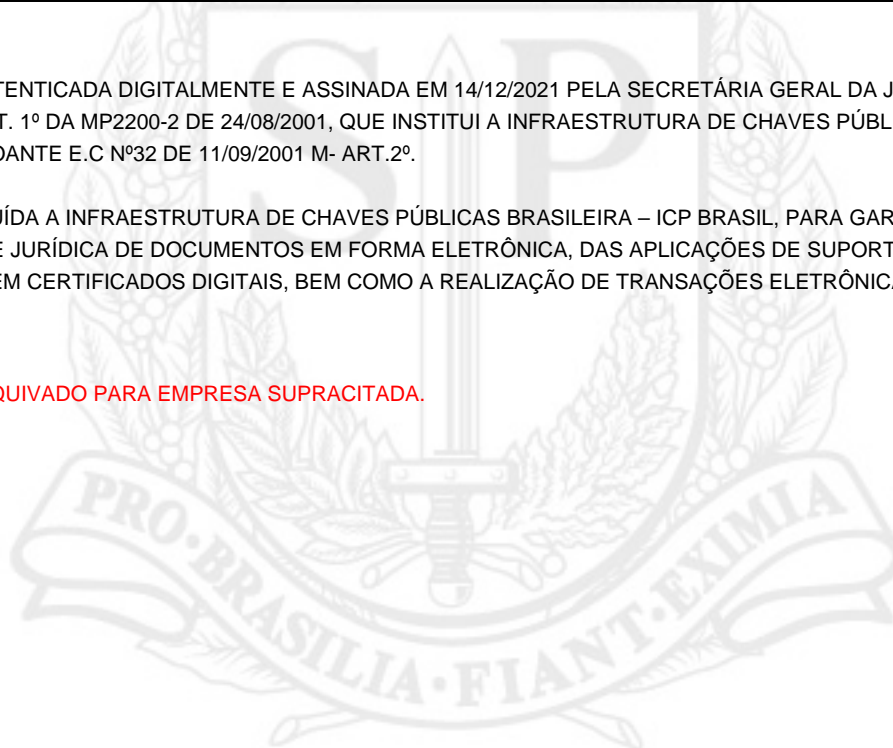 TENTICADA DIGITALMENTE E ASSINADA EM 14/12/2021 PELA SECRETÁRIA GERAL DA J
T. 1º DA MP2200-2 DE 24/08/2001, QUE INSTITUI A INFRAESTRUTURA DE CHAVES PÚBL
DANTE E.C Nº32 DE 11/09/2001 M- ART.2º.
UÍDA A INFRAESTRUTURA DE CHAVES PÚBLICAS BRASILEIRA – ICP BRASIL, PARA GAR
E JURÍDICA DE DOCUMENTOS EM FORMA ELETRÔNICA, DAS APLICAÇÕES DE SUPORT
EM CERTIFICADOS DIGITAIS, BEM COMO A REALIZAÇÃO DE TRANSAÇÕES ELETRÔNICA
QUIVADO PARA EMPRESA SUPRACITADA.
SP
PRO·BRASILIA·FIANT·EXIMIA